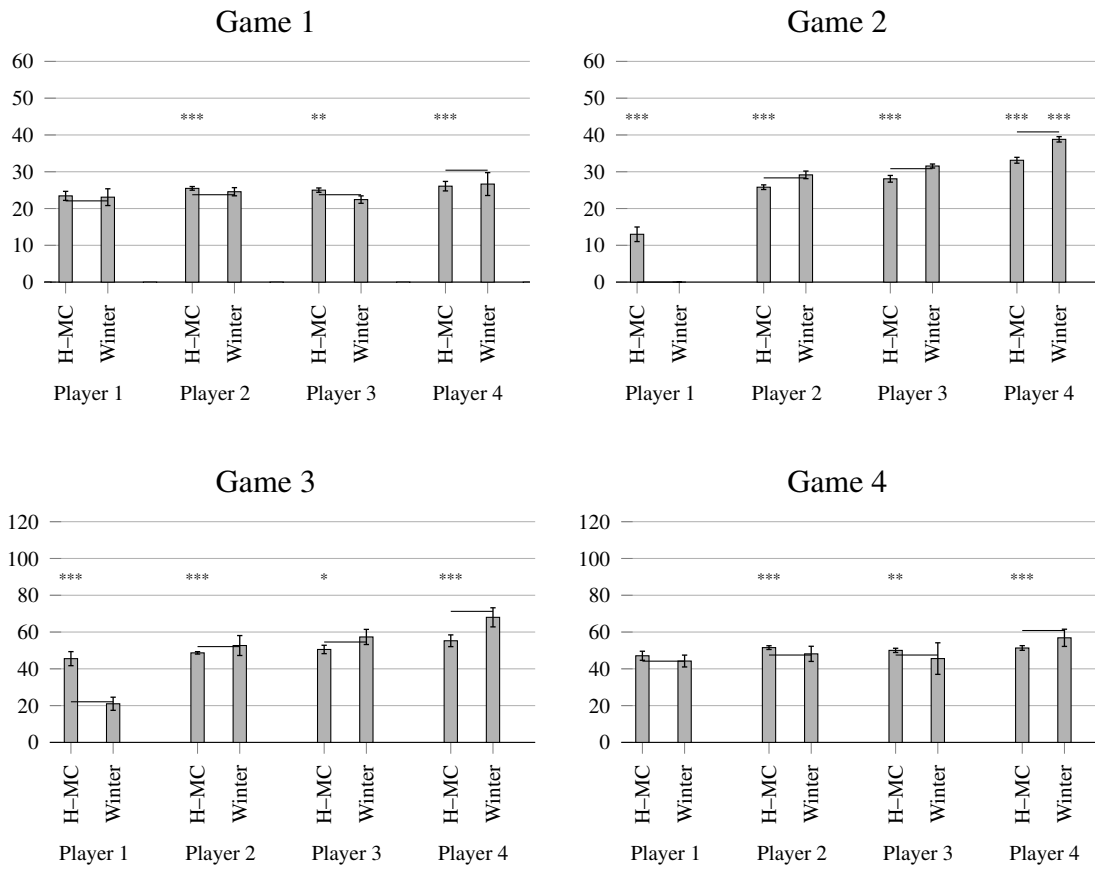 Game 1
60
50
*** ** ***
40
30
20
10
0
H–MC Winter H–MC Winter H–MC Winter H–MC Winter
Player 1 Player 2 Player 3 Player 4
Game 2
60
50
*** *** *** *** ***
40
30
20
10
0
H–MC Winter H–MC Winter H–MC Winter H–MC Winter
Player 1 Player 2 Player 3 Player 4
Game 3
120
100
*** *** * ***
80
60
40
20
0
H–MC Winter H–MC Winter H–MC Winter H–MC Winter
Player 1 Player 2 Player 3 Player 4
Game 4
120
100
*** ** ***
80
60
40
20
0
H–MC Winter H–MC Winter H–MC Winter H–MC Winter
Player 1 Player 2 Player 3 Player 4